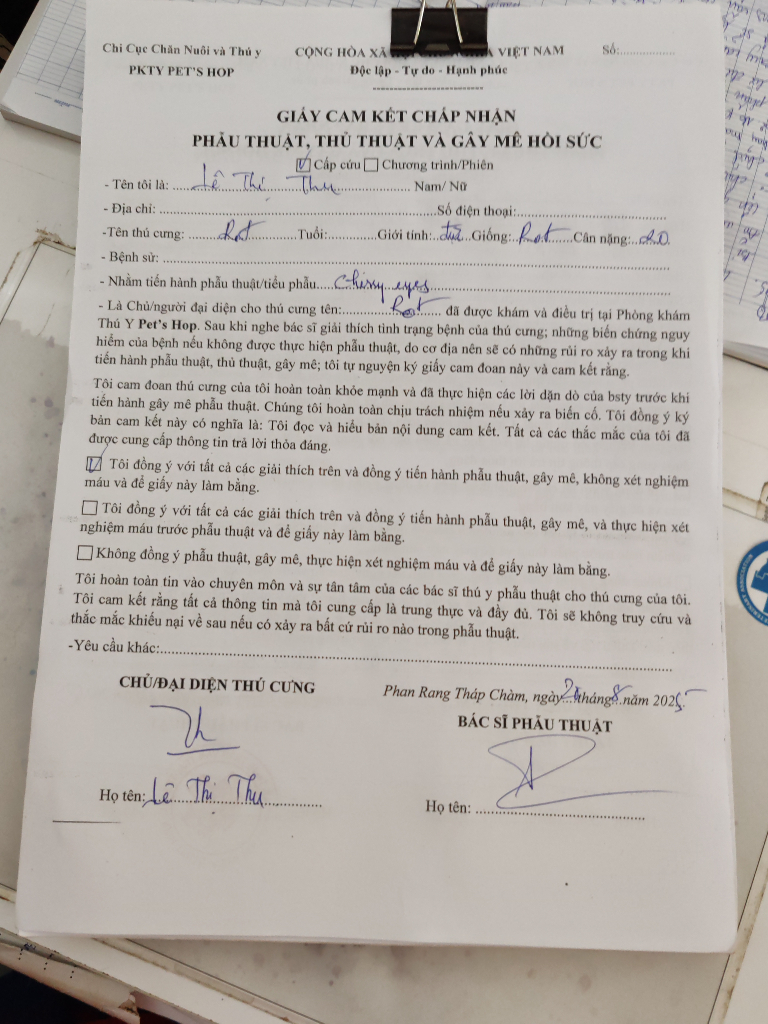 Chi Cục Chăn Nuôi và Thú y CỘNG HÒA XÃ HỘI CHỦ NGHĨA VIỆT NAM Số:................
PKTY PET'S HOP Độc lập - Tự do - Hạnh phúc
GIẤY CAM KẾT CHẤP NHẬN
PHẪU THUẬT, THỦ THUẬT VÀ GÂY MÊ HỒI SỨC
Cấp cứu Chương trình/Phiên
- Tên tôi là: Lê Thi Thu Nam/ Nữ
- Địa chỉ: ................Số điện thoại:................
-Tên thú cưng: Rot Tuổi:..............Giới tính: Giống: Rot Cân nặng: 20
- Bệnh sử: ................
- Nhằm tiến hành phẫu thuật/tiểu phẫu eyes
- Là Chủ/người đại diện cho thú cưng tên: Rot đã được khám và điều trị tại Phòng khám
Thú Y Pet's Hop. Sau khi nghe bác sĩ giải thích tình trạng bệnh của thú cưng; những biến chứng nguy
hiểm của bệnh nếu không được thực hiện phẫu thuật, do cơ địa nên sẽ có những rủi ro xảy ra trong khi
tiến hành phẫu thuật, thủ thuật, gây mê; tôi tự nguyện ký giấy cam đoan này và cam kết rằng.
Tôi cam đoan thú cưng của tôi hoàn toàn khỏe mạnh và đã thực hiện các lời dặn dò của bsty trước khi
tiến hành gây mê phẫu thuật. Chúng tôi hoàn toàn chịu trách nhiệm nếu xảy ra biến cố. Tôi đồng ý ký
bản cam kết này có nghĩa là: Tôi đọc và hiểu bản nội dung cam kết. Tất cả các thắc mắc của tôi đã
được cung cấp thông tin trả lời thỏa đáng.
Tôi đồng ý với tất cả các giải thích trên và đồng ý tiến hành phẫu thuật, gây mê, không xét nghiệm
máu và để giấy này làm bằng.
Tôi đồng ý với tất cả các giải thích trên và đồng ý tiến hành phẫu thuật, gây mê, và thực hiện xét
nghiệm máu trước phẫu thuật và để giấy này làm bằng.
Không đồng ý phẫu thuật, gây mê, thực hiện xét nghiệm máu và để giấy này làm bằng.
Tôi hoàn toàn tin vào chuyên môn và sự tận tâm của các bác sĩ thú y phẫu thuật cho thú cưng của tôi.
Tôi cam kết rằng tất cả thông tin mà tôi cung cấp là trung thực và đầy đủ. Tôi sẽ không truy cứu và
thắc mắc khiếu nại về sau nếu có xảy ra bất cứ rủi ro nào trong phẫu thuật.
-Yêu cầu khác:................
CHỦ/ĐẠI DIỆN THÚ CƯNG Phan Rang Tháp Chàm, ngày tháng 8 năm 2025
BÁC SĨ PHẪU THUẬT
Họ tên: Lê Thi Thu Họ tên: ................